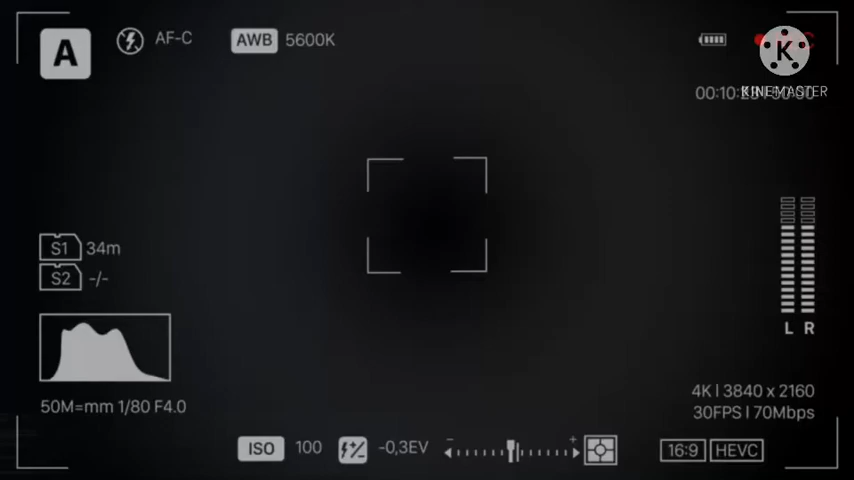 A
AF-C
AWB 5600K
K
KINEMASTER
S1 34m
S2 -/-
L R
50M=mm 1/80 F4.0
4K | 3840 x 2160
30FPS | 70Mbps
ISO 100
-0,3EV
- +
16:9 HEVC